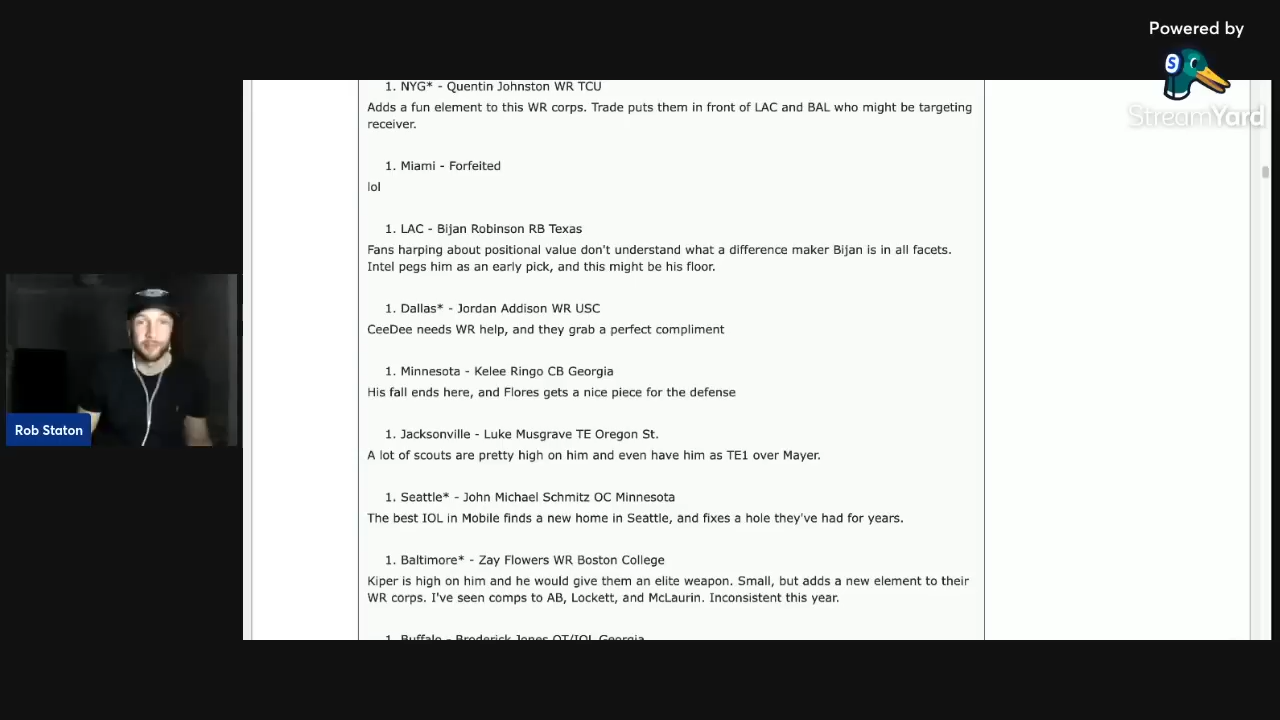 Powered by
S
StreamYard
1. NYG* - Quentin Johnston WR TCU
Adds a fun element to this WR corps. Trade puts them in front of LAC and BAL who might be targeting
receiver.
1. Miami - Forfeited
lol
1. LAC - Bijan Robinson RB Texas
Fans harping about positional value don't understand what a difference maker Bijan is in all facets.
Intel pegs him as an early pick, and this might be his floor.
1. Dallas* - Jordan Addison WR USC
CeeDee needs WR help, and they grab a perfect compliment
1. Minnesota - Kelee Ringo CB Georgia
His fall ends here, and Flores gets a nice piece for the defense
1. Jacksonville - Luke Musgrave TE Oregon St.
A lot of scouts are pretty high on him and even have him as TE1 over Mayer.
1. Seattle* - John Michael Schmitz OC Minnesota
The best IOL in Mobile finds a new home in Seattle, and fixes a hole they've had for years.
1. Baltimore* - Zay Flowers WR Boston College
Kiper is high on him and he would give them an elite weapon. Small, but adds a new element to their
WR corps. I've seen comps to AB, Lockett, and McLaurin. Inconsistent this year.
1. Buffalo - Broderick Jones OT/IOL Georgia
Rob Staton